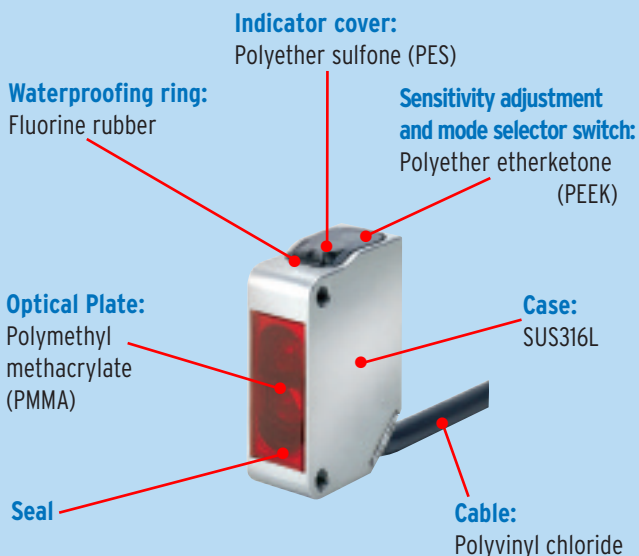 Indicator cover:
Polyether sulfone (PES)
Waterproofing ring:
Fluorine rubber
Sensitivity adjustment
and mode selector switch:
Polyether etherketone
(PEEK)
Optical Plate:
Polymethyl
methacrylate
(PMMA)
Case:
SUS316L
Seal
Cable:
Polyvinyl chloride